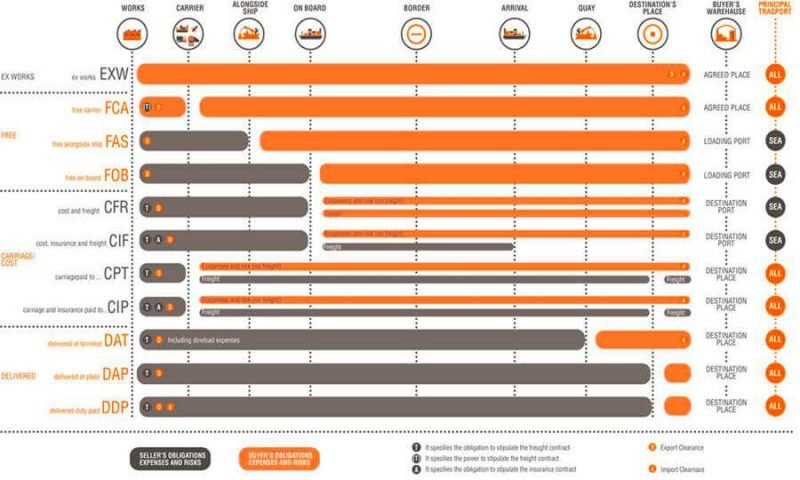 WORKS
CARRIER
ALONGSIDE
SHIP
ON BOARD
BORDER
ARRIVAL
QUAY
DESTINATION'S
PLACE
BUYER'S
WAREHOUSE
PRINCIPAL
TRASPORT
EX WORKS
ex works EXW
AGREED PLACE
ALL
free carrier FCA
AGREED PLACE
ALL
FREE
free alongside ship FAS
LOADING PORT
SEA
free on board FOB
LOADING PORT
SEA
cost and freight CFR
T
Expenses and risk (no freight)
Freight
DESTINATION
PORT
SEA
cost, insurance and freight CIF
T A
Expenses and risk (no freight)
Freight
DESTINATION
PORT
SEA
CARRIAGE/
COST
carriagepaid to ... CPT
T
Expenses and risk (no freight)
Freight
Freight
DESTINATION
PLACE
ALL
carriage and insurance paid to... CIP
T A
Expenses and risk (no freight)
Freight
Freight
DESTINATION
PLACE
ALL
delivered at terminal DAT
T
Including dowload expenses
DESTINATION
PLACE
ALL
DELIVERED
delivered at place DAP
T
DESTINATION
PLACE
ALL
delivered duty paid DDP
T
DESTINATION
PLACE
ALL
SELLER'S OBLIGATIONS
EXPENSES AND RISKS
BUYER'S OBLIGATIONS
EXPENSES AND RISKS
T It specifies the obligation to stipulate the freight contract
(T) It specifies the power to stipulate the freight contract
A It specifies the obligation to stipulate the insurance contract
Export Clearance
Import Clearnace